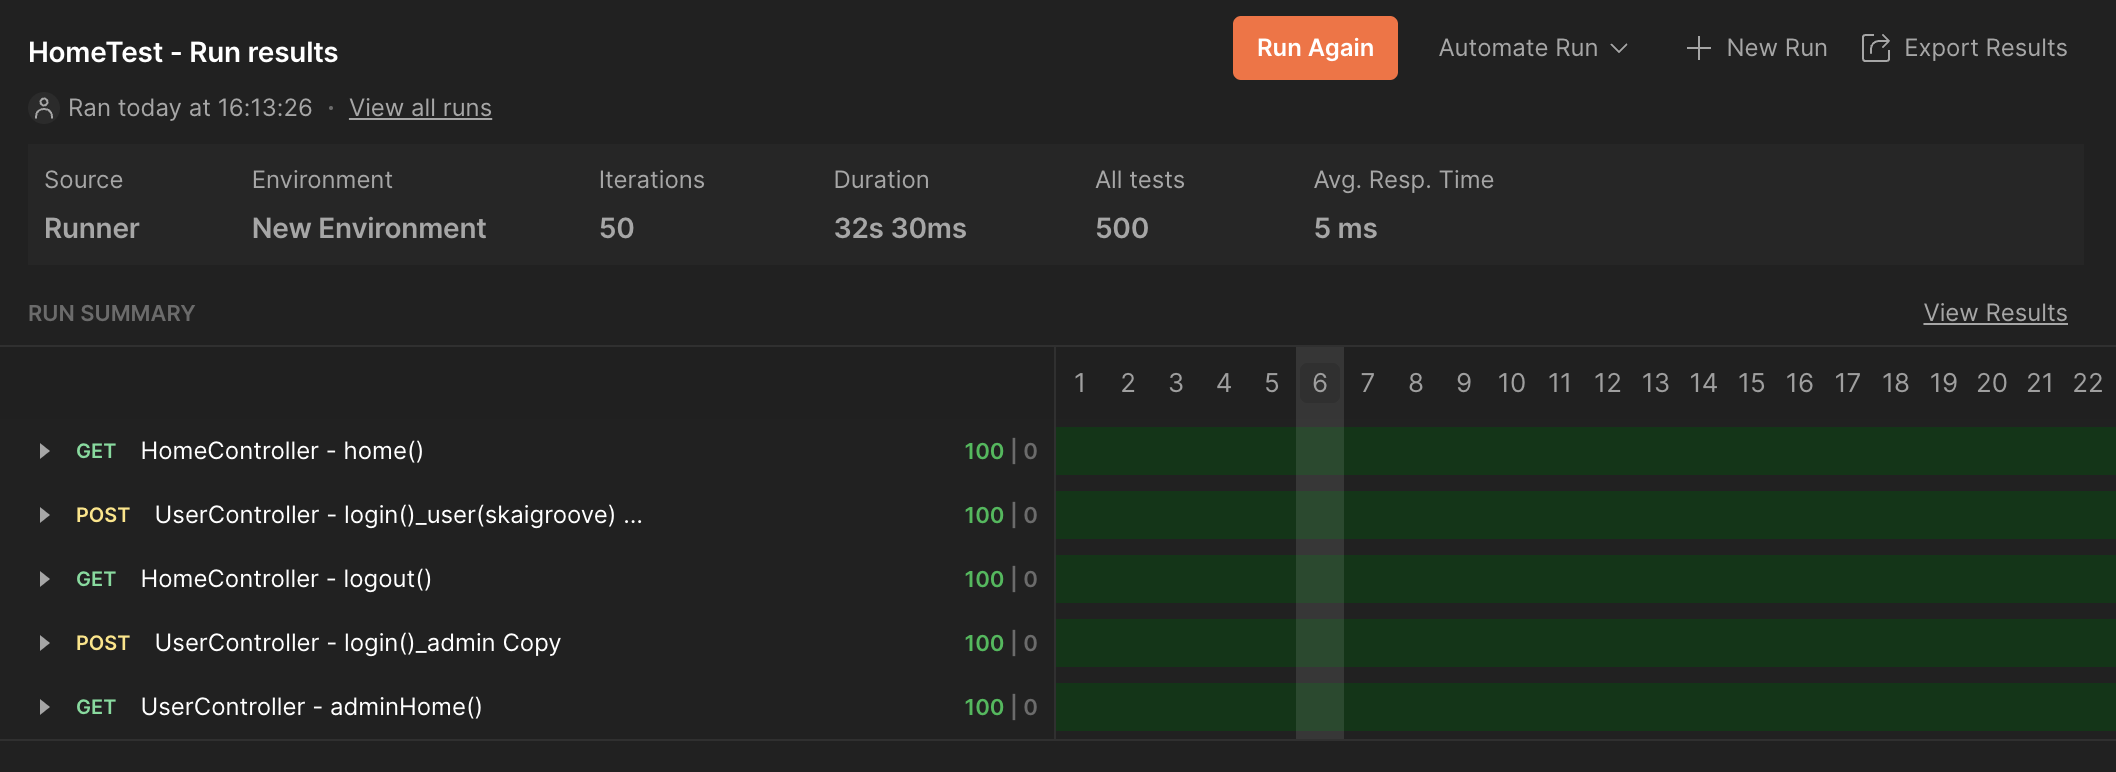 HomeTest - Run results
Run Again
Automate Run
New Run
Export Results
Ran today at 16:13:26 · View all runs
Source Environment Iterations Duration All tests Avg. Resp. Time
Runner New Environment 50 32s 30ms 500 5 ms
RUN SUMMARY
View Results
1 2 3 4 5 6 7 8 9 10 11 12 13 14 15 16 17 18 19 20 21 22
GET HomeController - home() 100 | 0
POST UserController - login()_user(skaigroove) ... 100 | 0
GET HomeController - logout() 100 | 0
POST UserController - login()_admin Copy 100 | 0
GET UserController - adminHome() 100 | 0